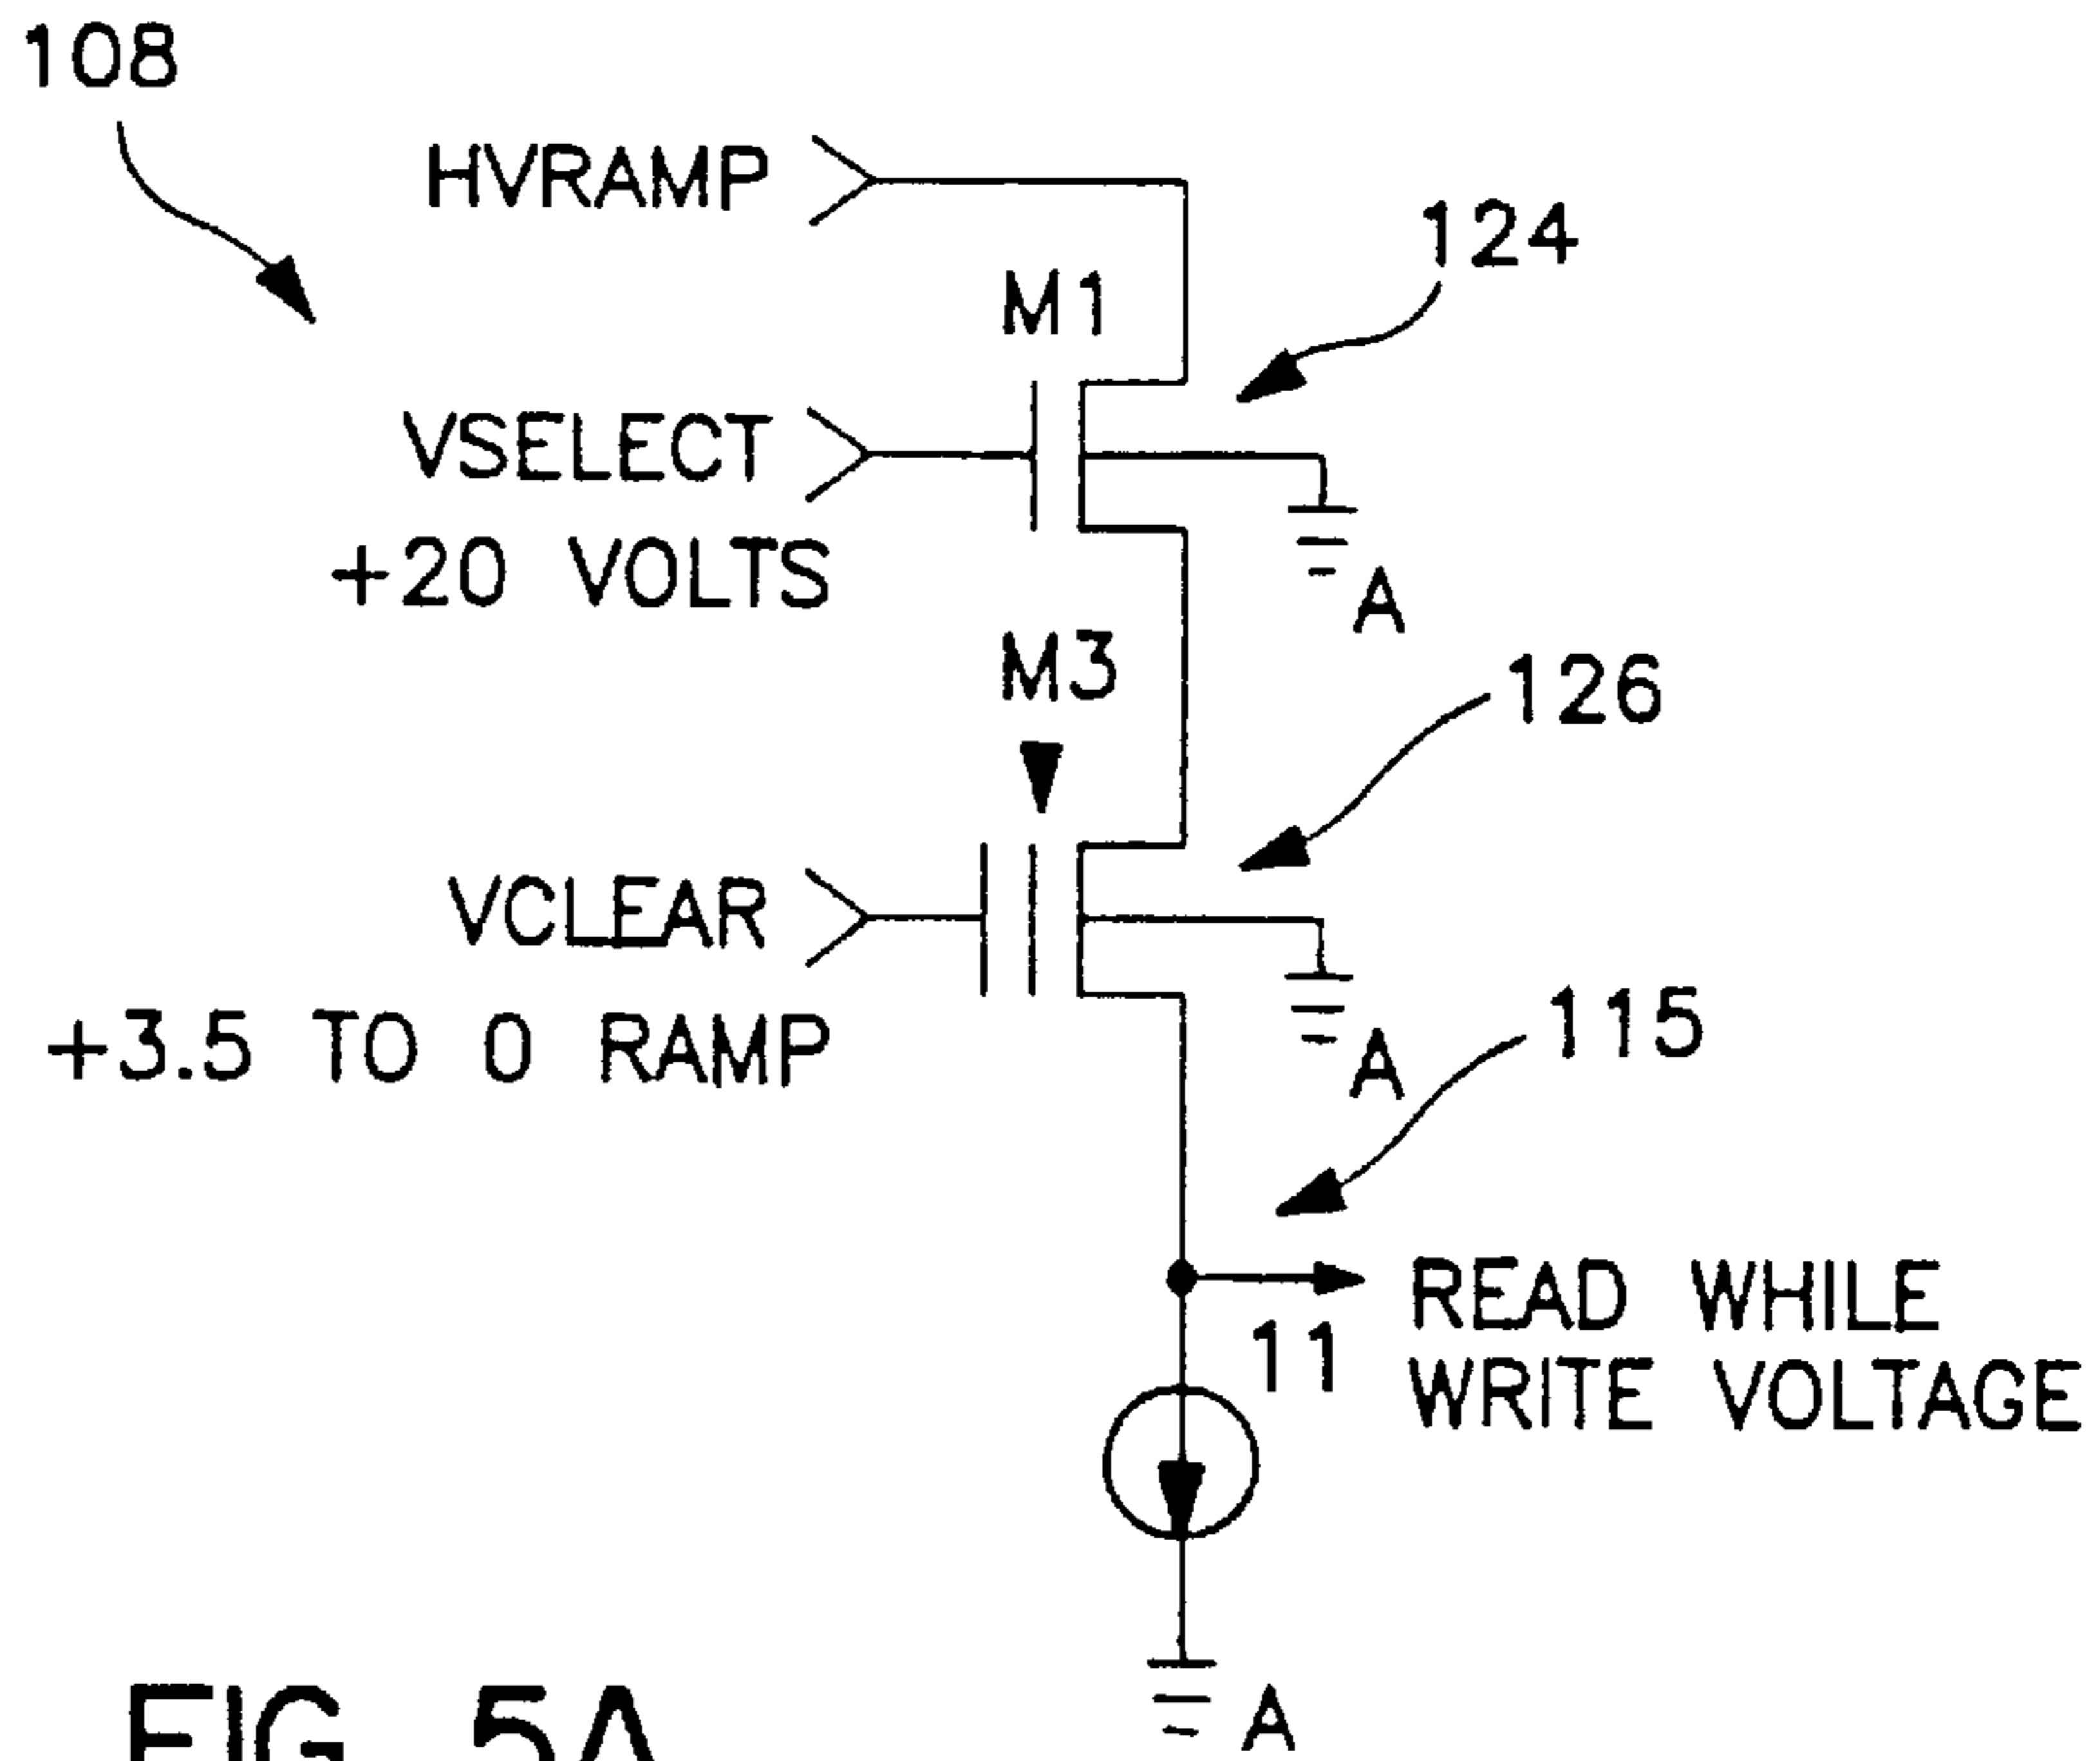 108
HVRAMP
124
M1
VSELECT
+20 VOLTS
A
M3
126
VCLEAR
+3.5 TO 0 RAMP
A
115
READ WHILE
11
WRITE VOLTAGE
A
FIG. 5A